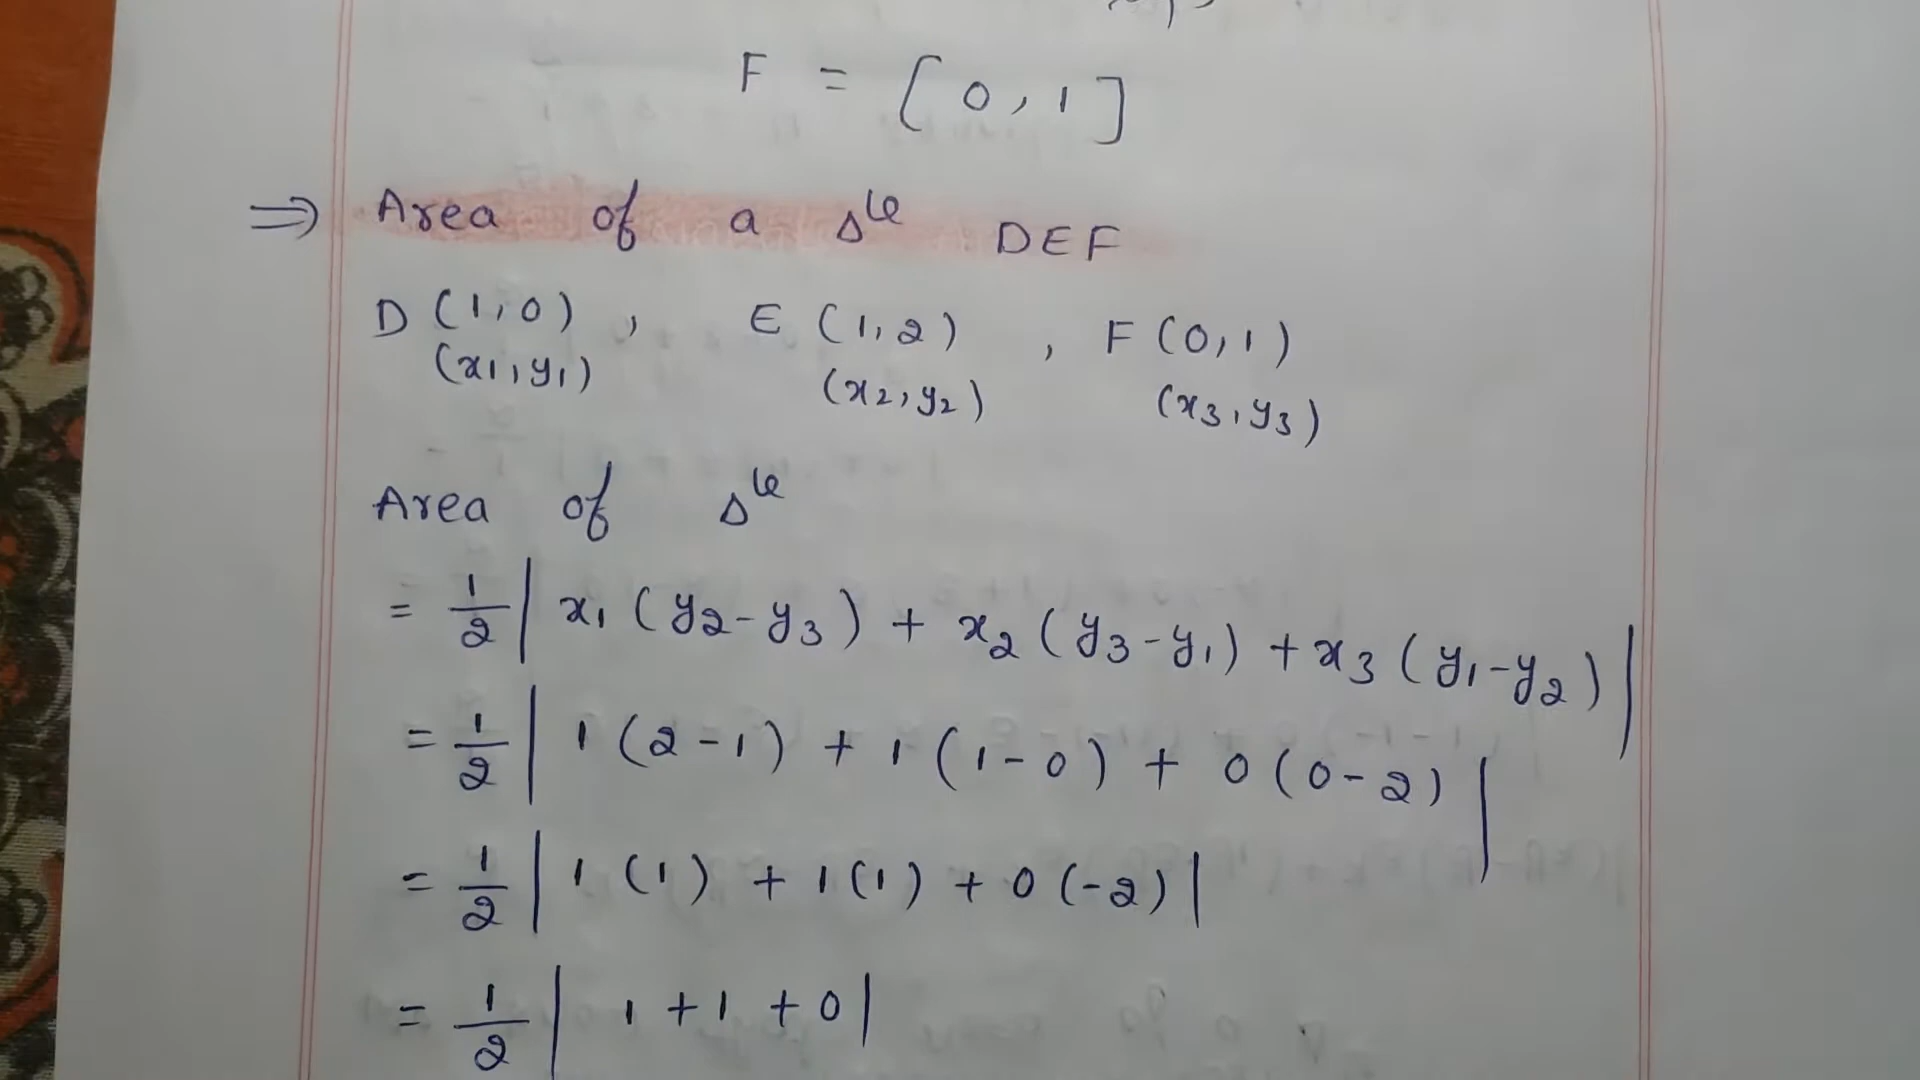 F = [0,1]
⇒ Area of a Δle DEF
D (1,0) , E (1,2) , F (0,1)
(x1,y1) (x2,y2) (x3,y3)
Area of Δle
= 1/2 | x1 (y2-y3) + x2 (y3-y1) + x3 (y1-y2) |
= 1/2 | 1 (2-1) + 1 (1-0) + 0 (0-2) |
= 1/2 | 1 (1) + 1 (1) + 0 (-2) |
= 1/2 | 1 + 1 + 0 |